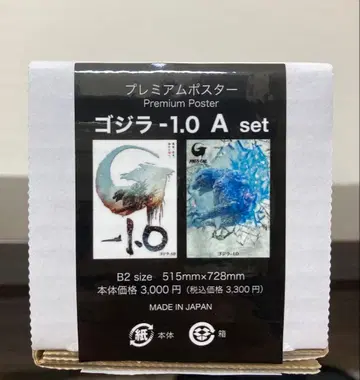 プレミアムポスター
Premium Poster
ゴジラ-1.0 A set
-1.0
ゴジラ-1.0
B2 size 515mm×728mm
本体価格 3,000円（税込価格 3,300円）
MADE IN JAPAN
紙 本体 箱